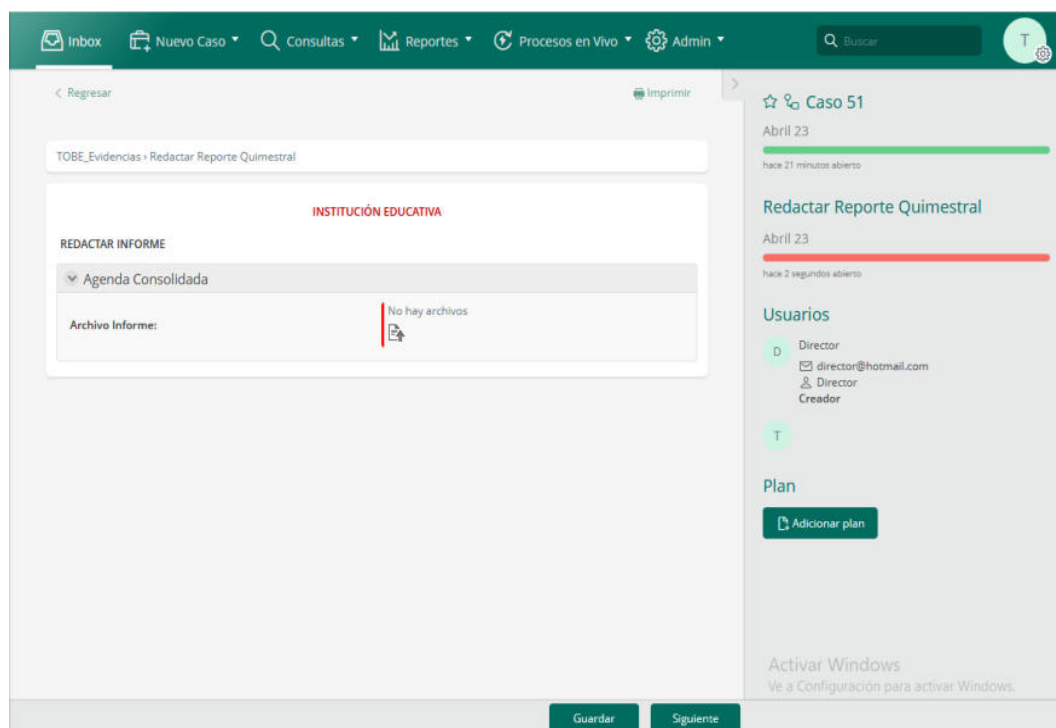 Inbox
Nuevo Caso
Consultas
Reportes
Procesos en Vivo
Admin
Buscar
T
Regresar
Imprimir
TOBE_Evidencias › Redactar Reporte Quimestral
INSTITUCIÓN EDUCATIVA
REDACTAR INFORME
Agenda Consolidada
Archivo Informe:
No hay archivos
Caso 51
Abril 23
hace 21 minutos abierto
Redactar Reporte Quimestral
Abril 23
hace 2 segundos abierto
Usuarios
D
Director
director@hotmail.com
Director
Creador
T
Plan
Adicionar plan
Activar Windows
Ve a Configuración para activar Windows.
Guardar
Siguiente